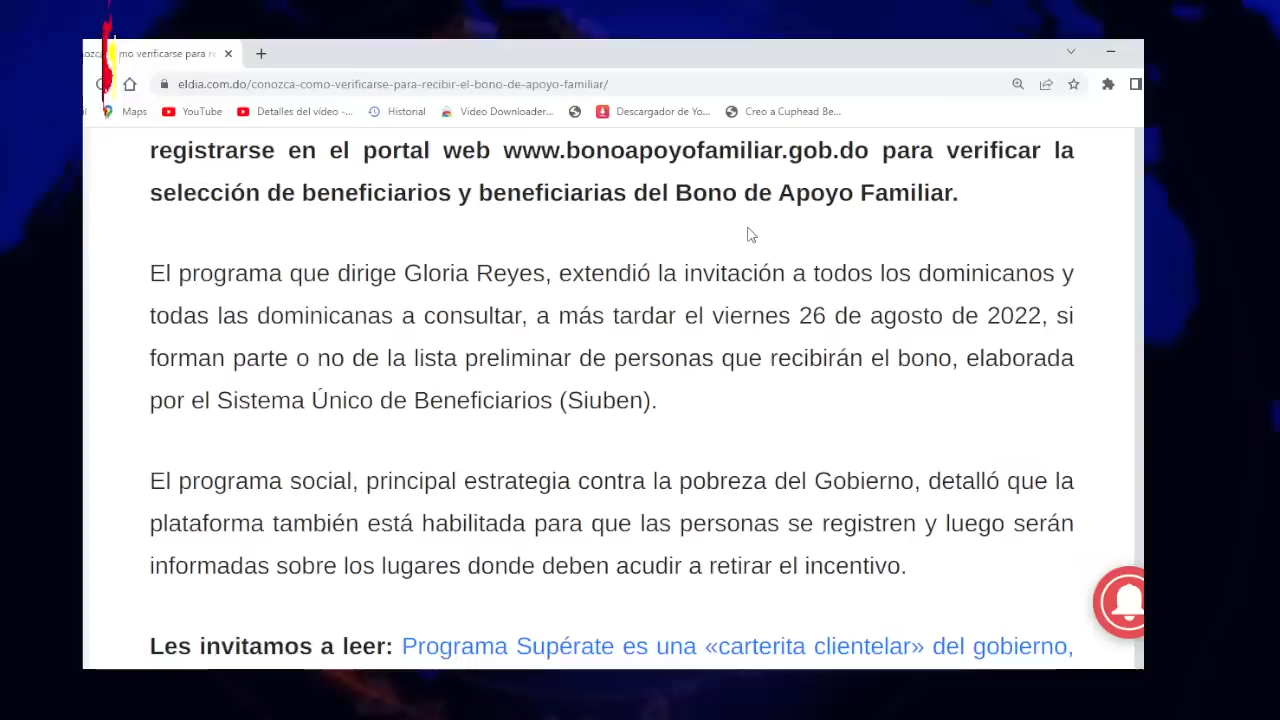 mo verificarse para re
eldia.com.do/conozca-como-verificarse-para-recibir-el-bono-de-apoyo-familiar/
Maps YouTube Detalles del vídeo -... Historial Video Downloader... Descargador de Yo... Creo a Cuphead Be...
registrarse en el portal web www.bonoapoyofamiliar.gob.do para verificar la
selección de beneficiarios y beneficiarias del Bono de Apoyo Familiar.
El programa que dirige Gloria Reyes, extendió la invitación a todos los dominicanos y
todas las dominicanas a consultar, a más tardar el viernes 26 de agosto de 2022, si
forman parte o no de la lista preliminar de personas que recibirán el bono, elaborada
por el Sistema Único de Beneficiarios (Siuben).
El programa social, principal estrategia contra la pobreza del Gobierno, detalló que la
plataforma también está habilitada para que las personas se registren y luego serán
informadas sobre los lugares donde deben acudir a retirar el incentivo.
Les invitamos a leer: Programa Supérate es una «carterita clientelar» del gobierno,